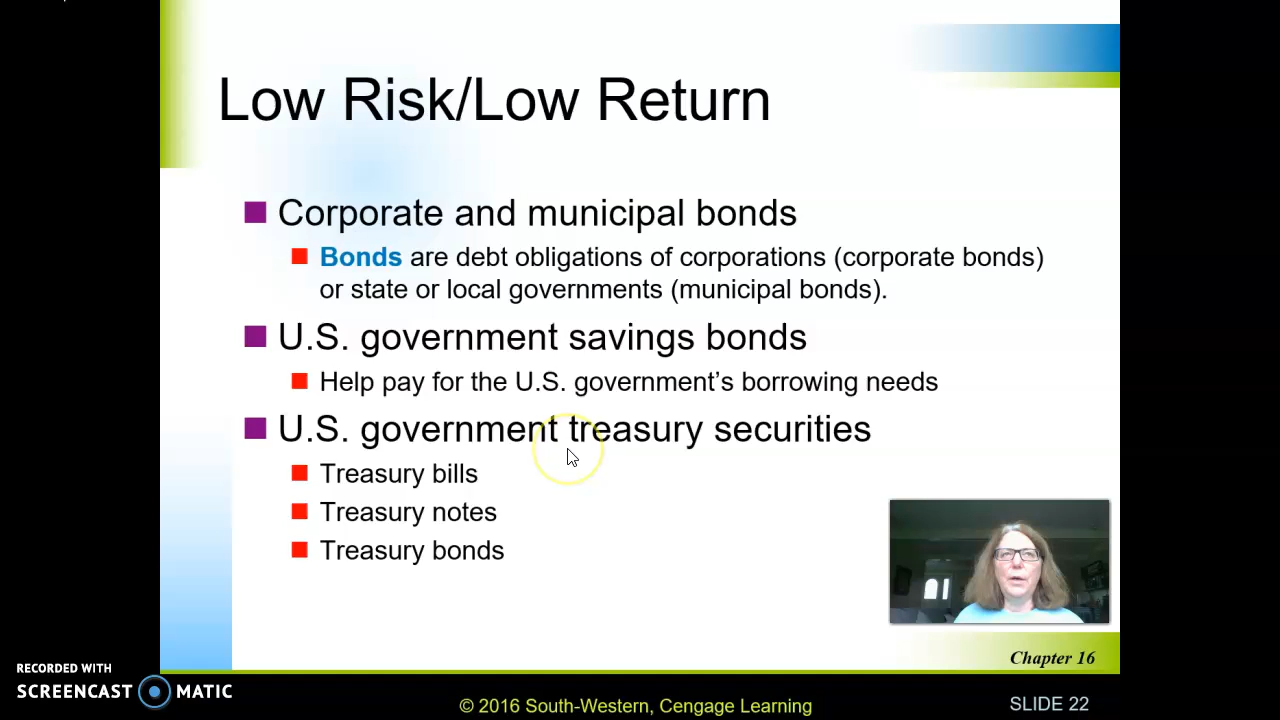 Low Risk/Low Return
Corporate and municipal bonds
Bonds are debt obligations of corporations (corporate bonds)
or state or local governments (municipal bonds).
U.S. government savings bonds
Help pay for the U.S. government’s borrowing needs
U.S. government treasury securities
Treasury bills
Treasury notes
Treasury bonds
Chapter 16
RECORDED WITH
SCREENCAST MATIC
© 2016 South-Western, Cengage Learning
SLIDE 22